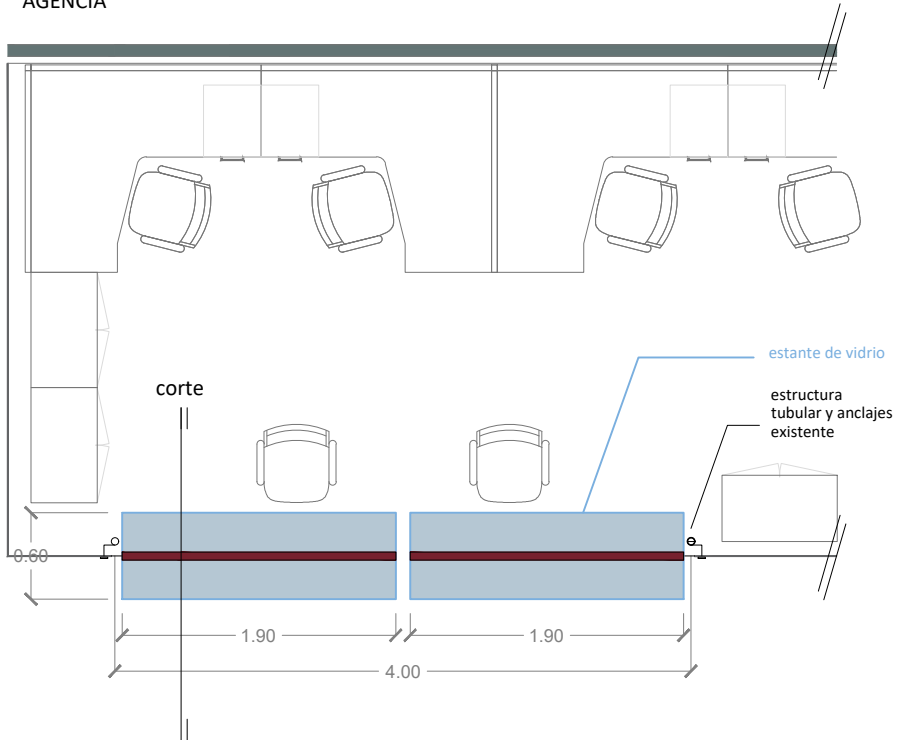 AGENCIA
estante de vidrio
estructura
tubular y anclajes
existente
corte
0.60
1.90
1.90
4.00